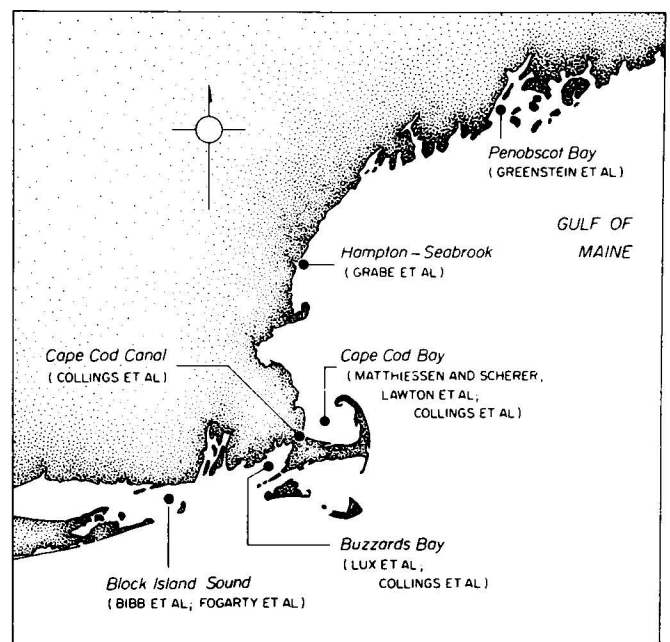 Penobscot Bay
(GREENSTEIN ET AL)
GULF OF
MAINE
Hampton – Seabrook
(GRABE ET AL)
Cape Cod Canal
(COLLINGS ET AL)
Cape Cod Bay
(MATTHIESSEN AND SCHERER,
LAWTON ET AL;
COLLINGS ET AL)
Buzzards Bay
(LUX ET AL;
COLLINGS ET AL)
Block Island Sound
(BIBB ET AL; FOGARTY ET AL)